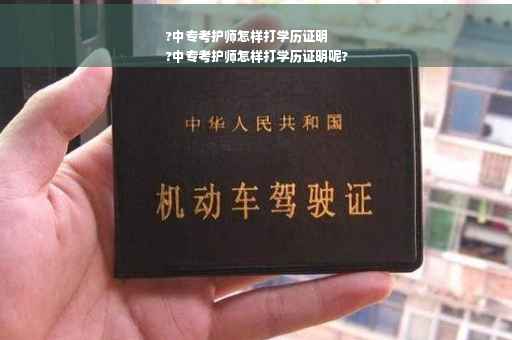 ?中专考护师怎样打学历证明
?中专考护师怎样打学历证明呢?
中华人民共和国
机动车驾驶证